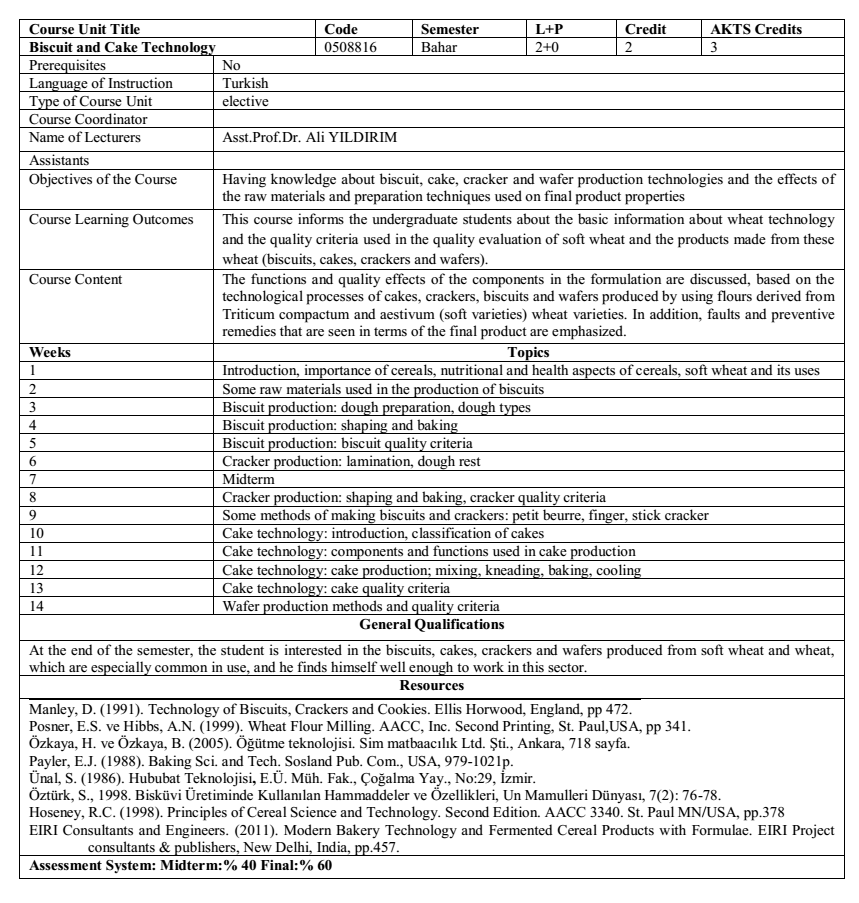 Course Unit Title Code Semester L+P Credit AKTS Credits
Biscuit and Cake Technology 0508816 Bahar 2+0 2 3
Prerequisites No
Language of Instruction Turkish
Type of Course Unit elective
Course Coordinator
Name of Lecturers Asst.Prof.Dr. Ali YILDIRIM
Assistants
Objectives of the Course Having knowledge about biscuit, cake, cracker and wafer production technologies and the effects of
the raw materials and preparation techniques used on final product properties
Course Learning Outcomes This course informs the undergraduate students about the basic information about wheat technology
and the quality criteria used in the quality evaluation of soft wheat and the products made from these
wheat (biscuits, cakes, crackers and wafers).
Course Content The functions and quality effects of the components in the formulation are discussed, based on the
technological processes of cakes, crackers, biscuits and wafers produced by using flours derived from
Triticum compactum and aestivum (soft varieties) wheat varieties. In addition, faults and preventive
remedies that are seen in terms of the final product are emphasized.
Weeks Topics
1 Introduction, importance of cereals, nutritional and health aspects of cereals, soft wheat and its uses
2 Some raw materials used in the production of biscuits
3 Biscuit production: dough preparation, dough types
4 Biscuit production: shaping and baking
5 Biscuit production: biscuit quality criteria
6 Cracker production: lamination, dough rest
7 Midterm
8 Cracker production: shaping and baking, cracker quality criteria
9 Some methods of making biscuits and crackers: petit beurre, finger, stick cracker
10 Cake technology: introduction, classification of cakes
11 Cake technology: components and functions used in cake production
12 Cake technology: cake production; mixing, kneading, baking, cooling
13 Cake technology: cake quality criteria
14 Wafer production methods and quality criteria
General Qualifications
At the end of the semester, the student is interested in the biscuits, cakes, crackers and wafers produced from soft wheat and wheat,
which are especially common in use, and he finds himself well enough to work in this sector.
Resources
Manley, D. (1991). Technology of Biscuits, Crackers and Cookies. Ellis Horwood, England, pp 472.
Posner, E.S. ve Hibbs, A.N. (1999). Wheat Flour Milling. AACC, Inc. Second Printing, St. Paul,USA, pp 341.
Özkaya, H. ve Özkaya, B. (2005). Öğütme teknolojisi. Sim matbaacılık Ltd. Şti., Ankara, 718 sayfa.
Payler, E.J. (1988). Baking Sci. and Tech. Sosland Pub. Com., USA, 979-1021p.
Ünal, S. (1986). Hububat Teknolojisi, E.Ü. Müh. Fak., Çoğalma Yay., No:29, İzmir.
Öztürk, S., 1998. Bisküvi Üretiminde Kullanılan Hammaddeler ve Özellikleri, Un Mamulleri Dünyası, 7(2): 76-78.
Hoseney, R.C. (1998). Principles of Cereal Science and Technology. Second Edition. AACC 3340. St. Paul MN/USA, pp.378
EIRI Consultants and Engineers. (2011). Modern Bakery Technology and Fermented Cereal Products with Formulae. EIRI Project
consultants & publishers, New Delhi, India, pp.457.
Assessment System: Midterm:% 40 Final:% 60